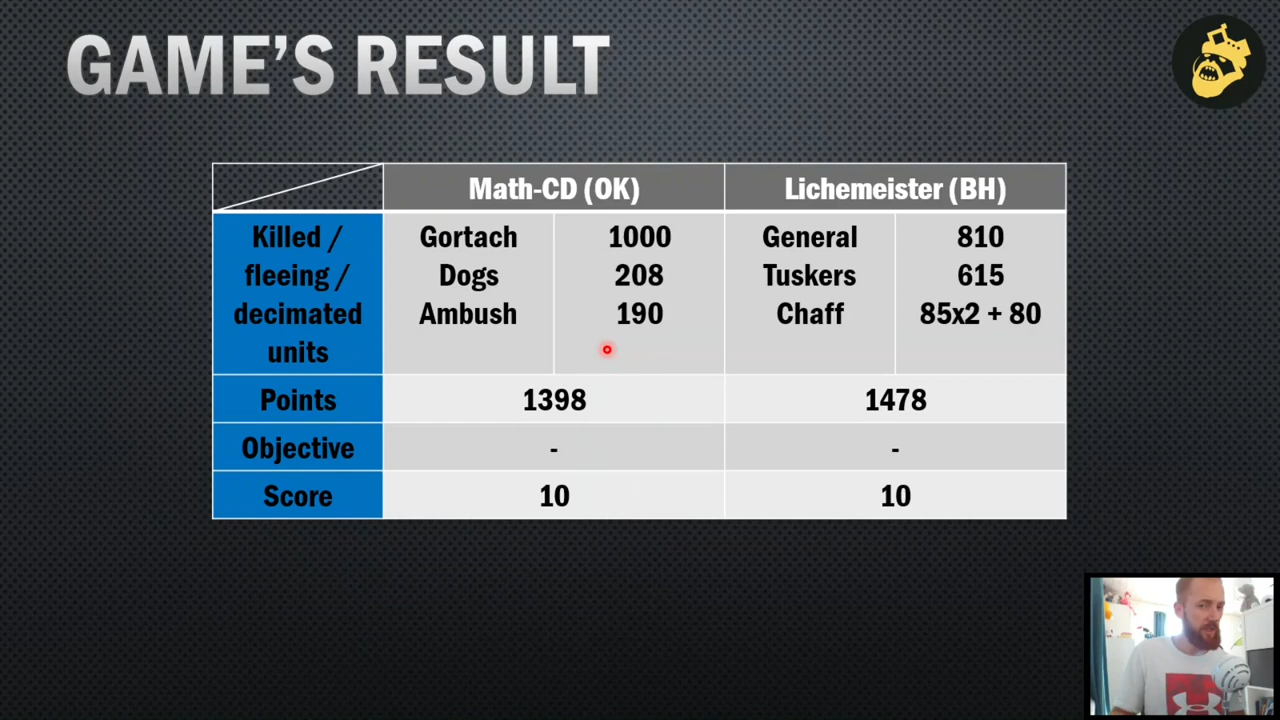 GAME'S RESULT
Math-CD (OK) Lichemeister (BH)
Killed / Gortach 1000 General 810
fleeing / Dogs 208 Tuskers 615
decimated Ambush 190 Chaff 85x2 + 80
units
Points 1398 1478
Objective - -
Score 10 10